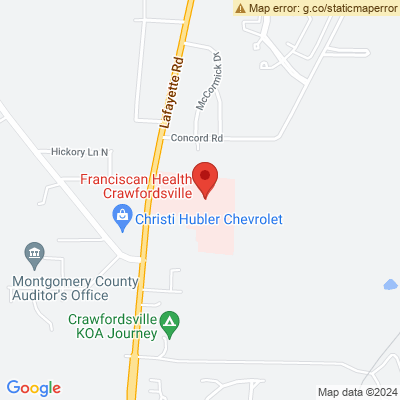 Map error: g.co/staticmaperror
Lafayette Rd
McCormick Dr
Concord Rd
Hickory Ln N
Franciscan Health
Crawfordsville
Christi Hubler Chevrolet
Montgomery County
Auditor's Office
Crawfordsville
KOA Journey
Google
Map data ©2024